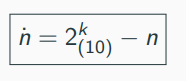 ṅ = 2^k_(10) − n